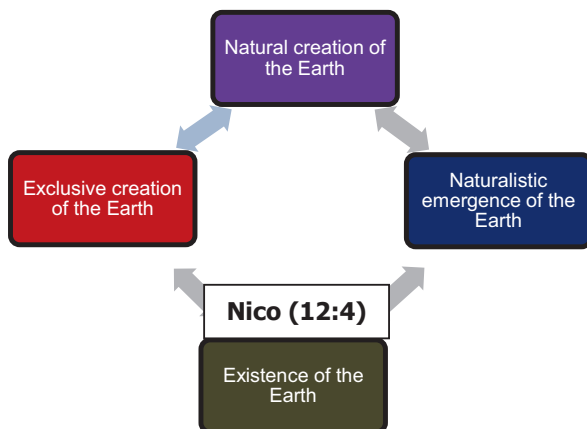 Natural creation of
the Earth
Exclusive creation
of the Earth
Naturalistic
emergence of the
Earth
Nico (12:4)
Existence of the
Earth